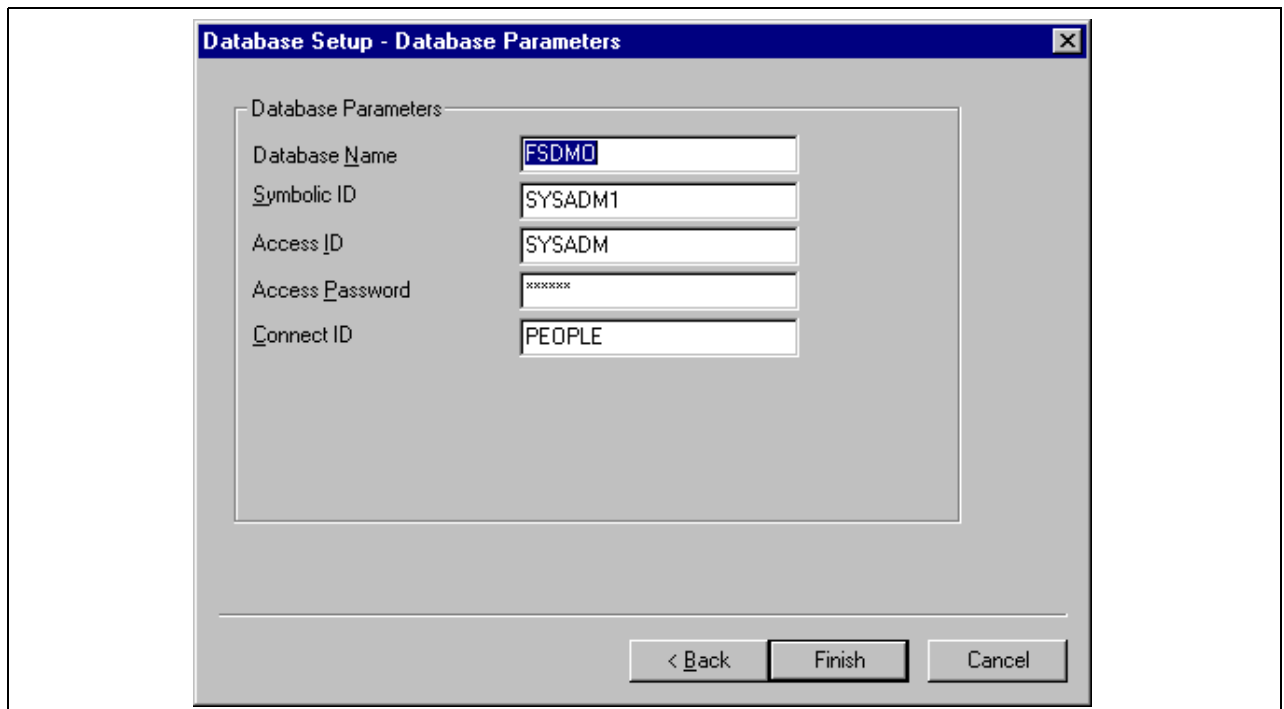 Database Setup - Database Parameters
Database Parameters
Database Name FSDMO
Symbolic ID SYSADM1
Access ID SYSADM
Access Password ******
Connect ID PEOPLE
< Back Finish Cancel